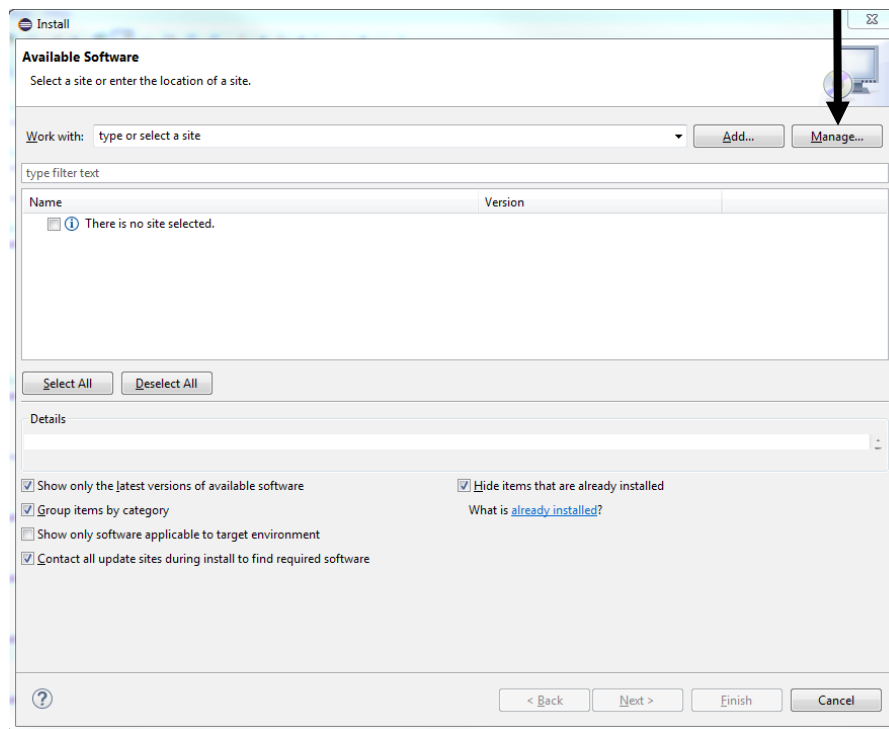 Install
Available Software
Select a site or enter the location of a site.
Work with: type or select a site Add... Manage...
type filter text
Name Version
There is no site selected.
Select All Deselect All
Details
Show only the latest versions of available software Hide items that are already installed
Group items by category What is already installed?
Show only software applicable to target environment
Contact all update sites during install to find required software
? < Back Next > Finish Cancel